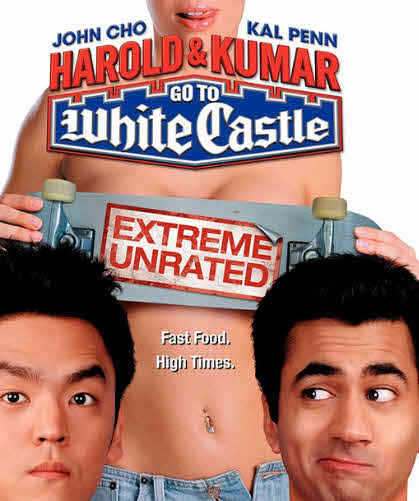 JOHN CHO KAL PENN
HAROLD & KUMAR
GO TO
White Castle
EXTREME
UNRATED
Fast Food.
High Times.